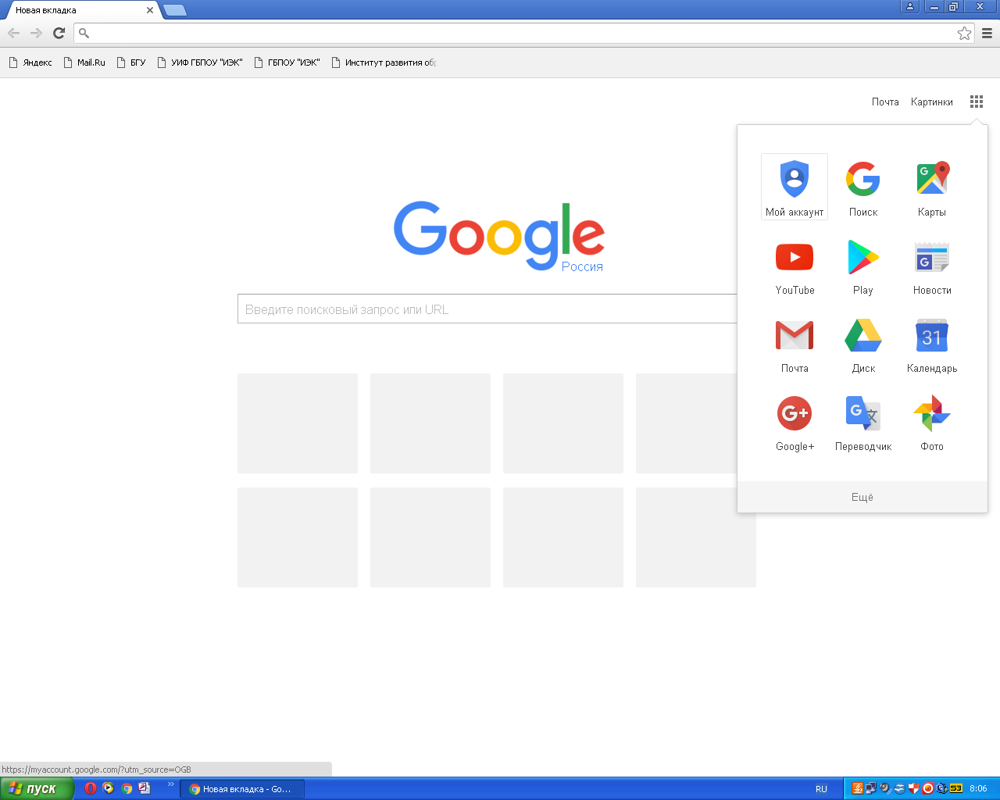 Новая вкладка
Яндекс
Mail.Ru
БГУ
УИФ ГБПОУ "ИЭК"
ГБПОУ "ИЭК"
Институт развития
Почта
Картинки
Google
Россия
Введите поисковый запрос или URL
Мой аккаунт
Поиск
Карты
YouTube
Play
Новости
Почта
Диск
31
Календарь
Google+
Переводчик
Фото
Ещё
https://myaccount.google.com/?utm_source=OGB
пуск
Новая вкладка - Go...
RU
8:06